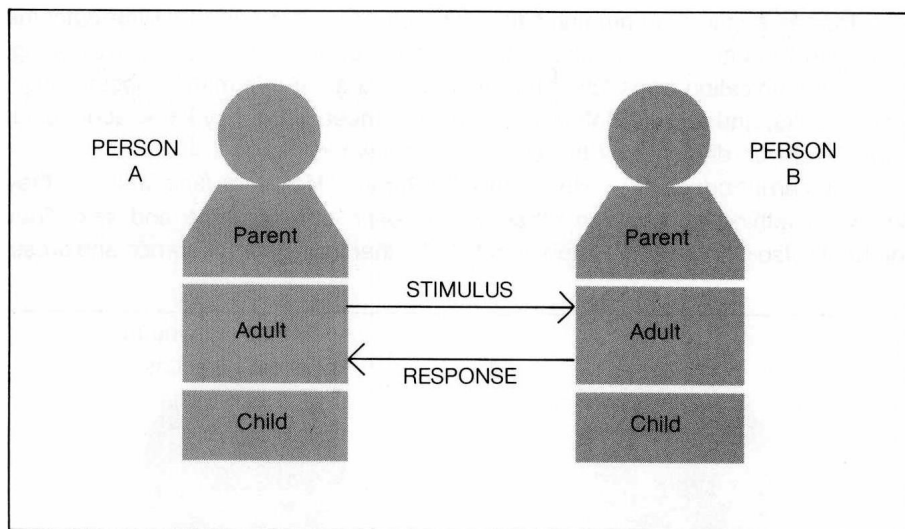 PERSON
A
PERSON
B
Parent
Parent
STIMULUS
Adult
Adult
RESPONSE
Child
Child